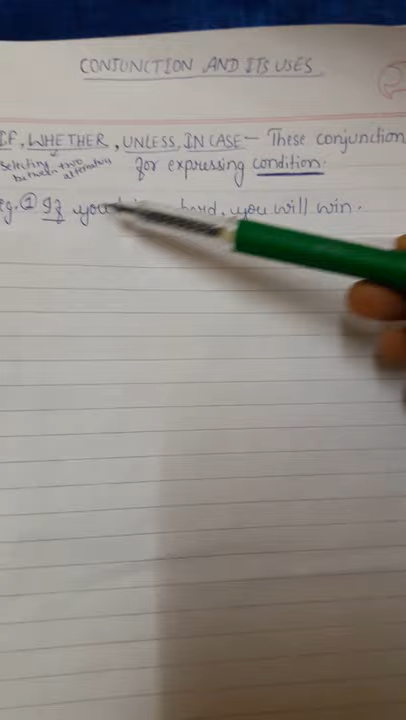 CONJUNCTION AND ITS USES
IF, WHETHER, UNLESS, IN CASE - These conjunction
selecting between two alternatives
for expressing condition.
eg. ① If you hard, you will win.